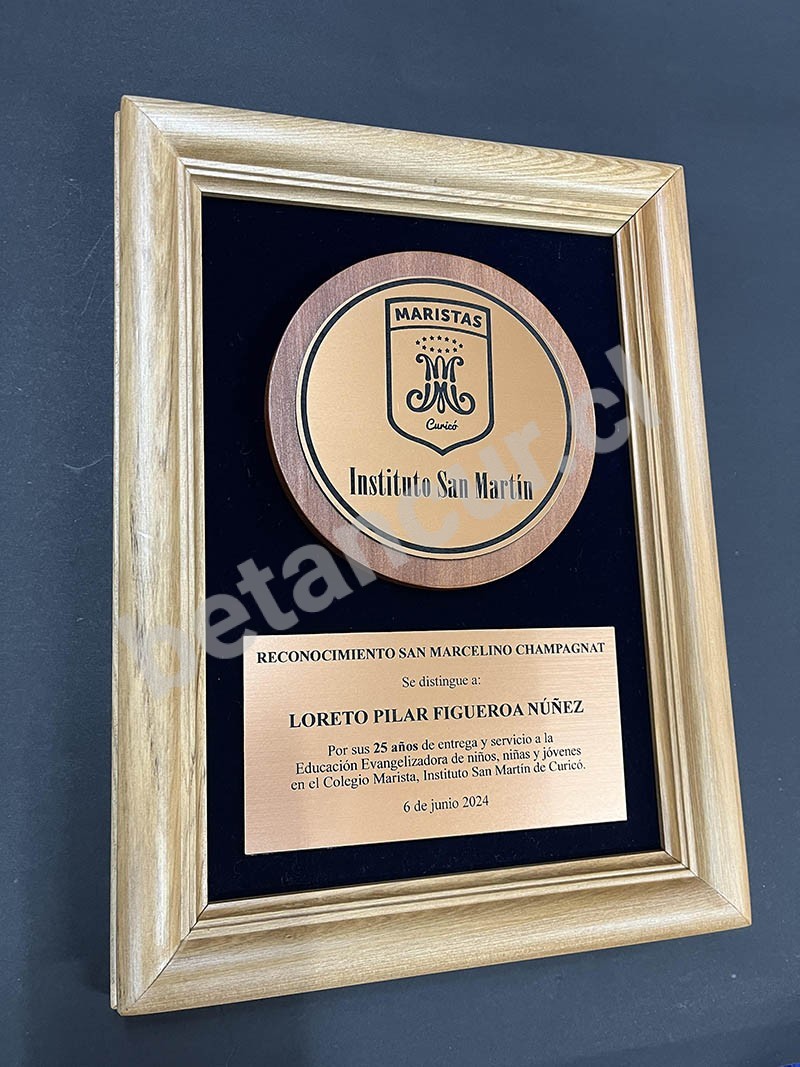 MARISTAS
Curicó
Instituto San Martín
betancur.cl
RECONOCIMIENTO SAN MARCELINO CHAMPAGNAT
Se distingue a:
LORETO PILAR FIGUEROA NÚÑEZ
Por sus 25 años de entrega y servicio a la
Educación Evangelizadora de niños, niñas y jóvenes
en el Colegio Marista, Instituto San Martín de Curicó.
6 de junio 2024